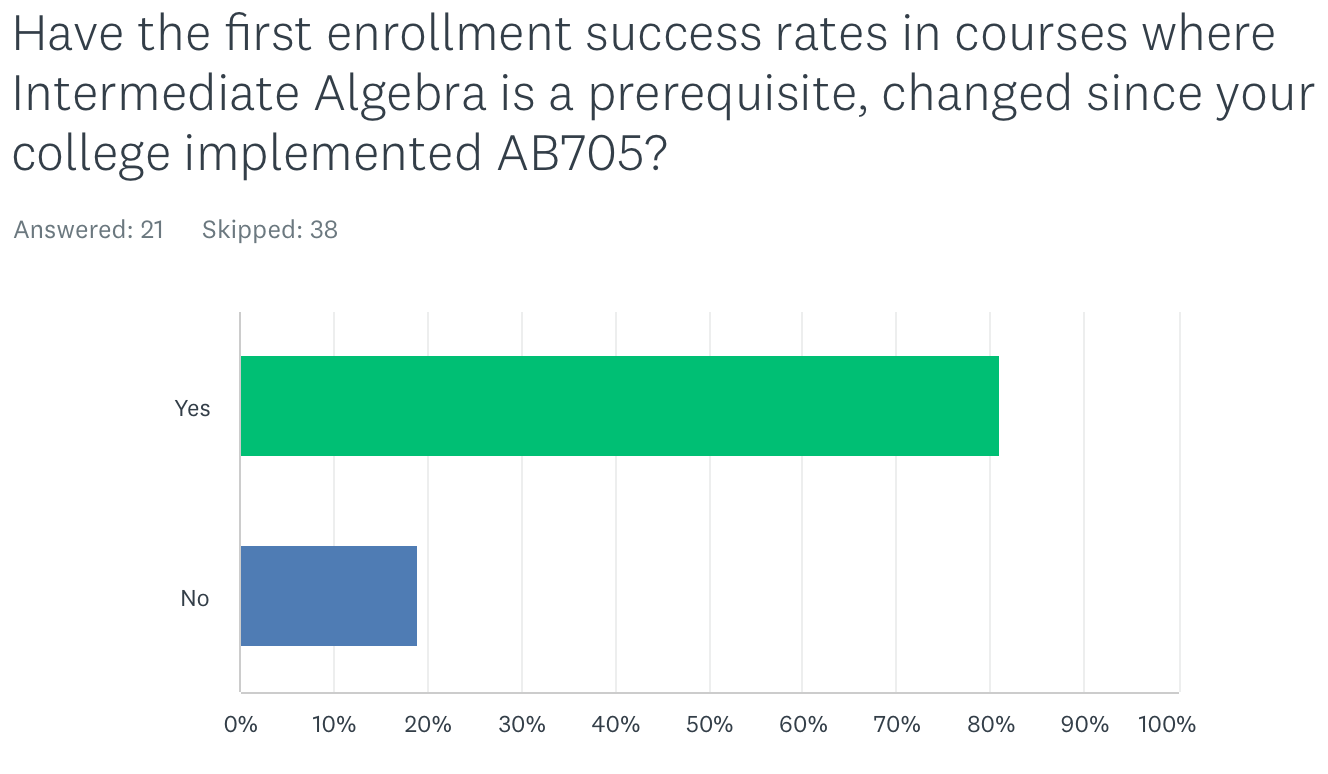 Have the first enrollment success rates in courses where
Intermediate Algebra is a prerequisite, changed since your
college implemented AB705?
Answered: 21 Skipped: 38
Yes
No
0% 10% 20% 30% 40% 50% 60% 70% 80% 90% 100%